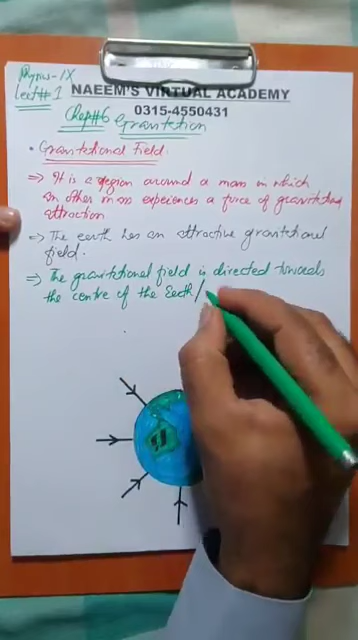 Physics-IX
Lect# 1
NAEEM'S VIRTUAL ACADEMY
0315-4550431
Chap#6 Gravitation
• Gravitational Field.
⇒ It is a region around a mass in which
an other mass experiences a force of gravitational
attraction
⇒ The earth has an attractive gravitational
field.
⇒ The gravitational field is directed towards
the centre of the Earth/